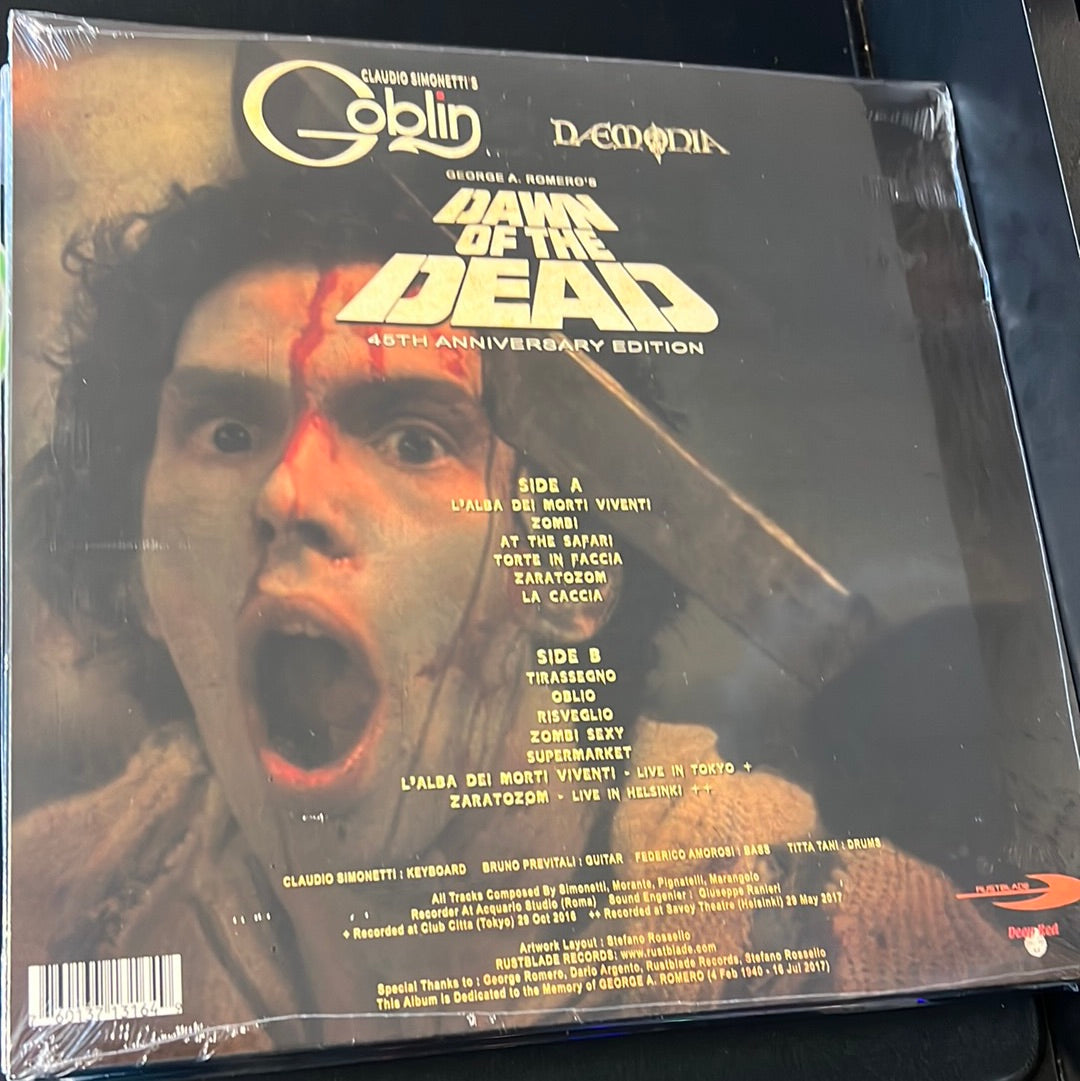 CLAUDIO SIMONETTI'S
Goblin
DÆMONIA
GEORGE A. ROMERO'S
DAWN
OF THE
DEAD
45TH ANNIVERSARY EDITION
SIDE A
L'ALBA DEI MORTI VIVENTI
ZOMBI
AT THE SAFARI
TORTE IN FACCIA
ZARATOZOM
LA CACCIA
SIDE B
TIRASSEGNO
OBLIO
RISVEGLIO
ZOMBI SEXY
SUPERMARKET
L'ALBA DEI MORTI VIVENTI - LIVE IN TOKYO +
ZARATOZOM - LIVE IN HELSINKI ++
CLAUDIO SIMONETTI : KEYBOARD BRUNO PREVITALI : GUITAR FEDERICO AMOROSI : BASS TITTA TANI : DRUMS
All Tracks Composed By Simonetti, Morante, Pignatelli, Marangolo
Recorder At Acquario Studio (Roma) Sound Engenier : Giuseppe Ranieri
+ Recorded at Club Citta (Tokyo) 29 Oct 2016 ++ Recorded at Savoy Theatre (Helsinki) 29 May 2017
Artwork Layout : Stefano Rossello
RUSTBLADE RECORDS: www.rustblade.com
Special Thanks to : George Romero, Dario Argento, Rustblade Records, Stefano Rossello
This Album is Dedicated to the Memory of GEORGE A. ROMERO (4 Feb 1940 - 16 Jul 2017)
RUSTBLADE
Deep Red